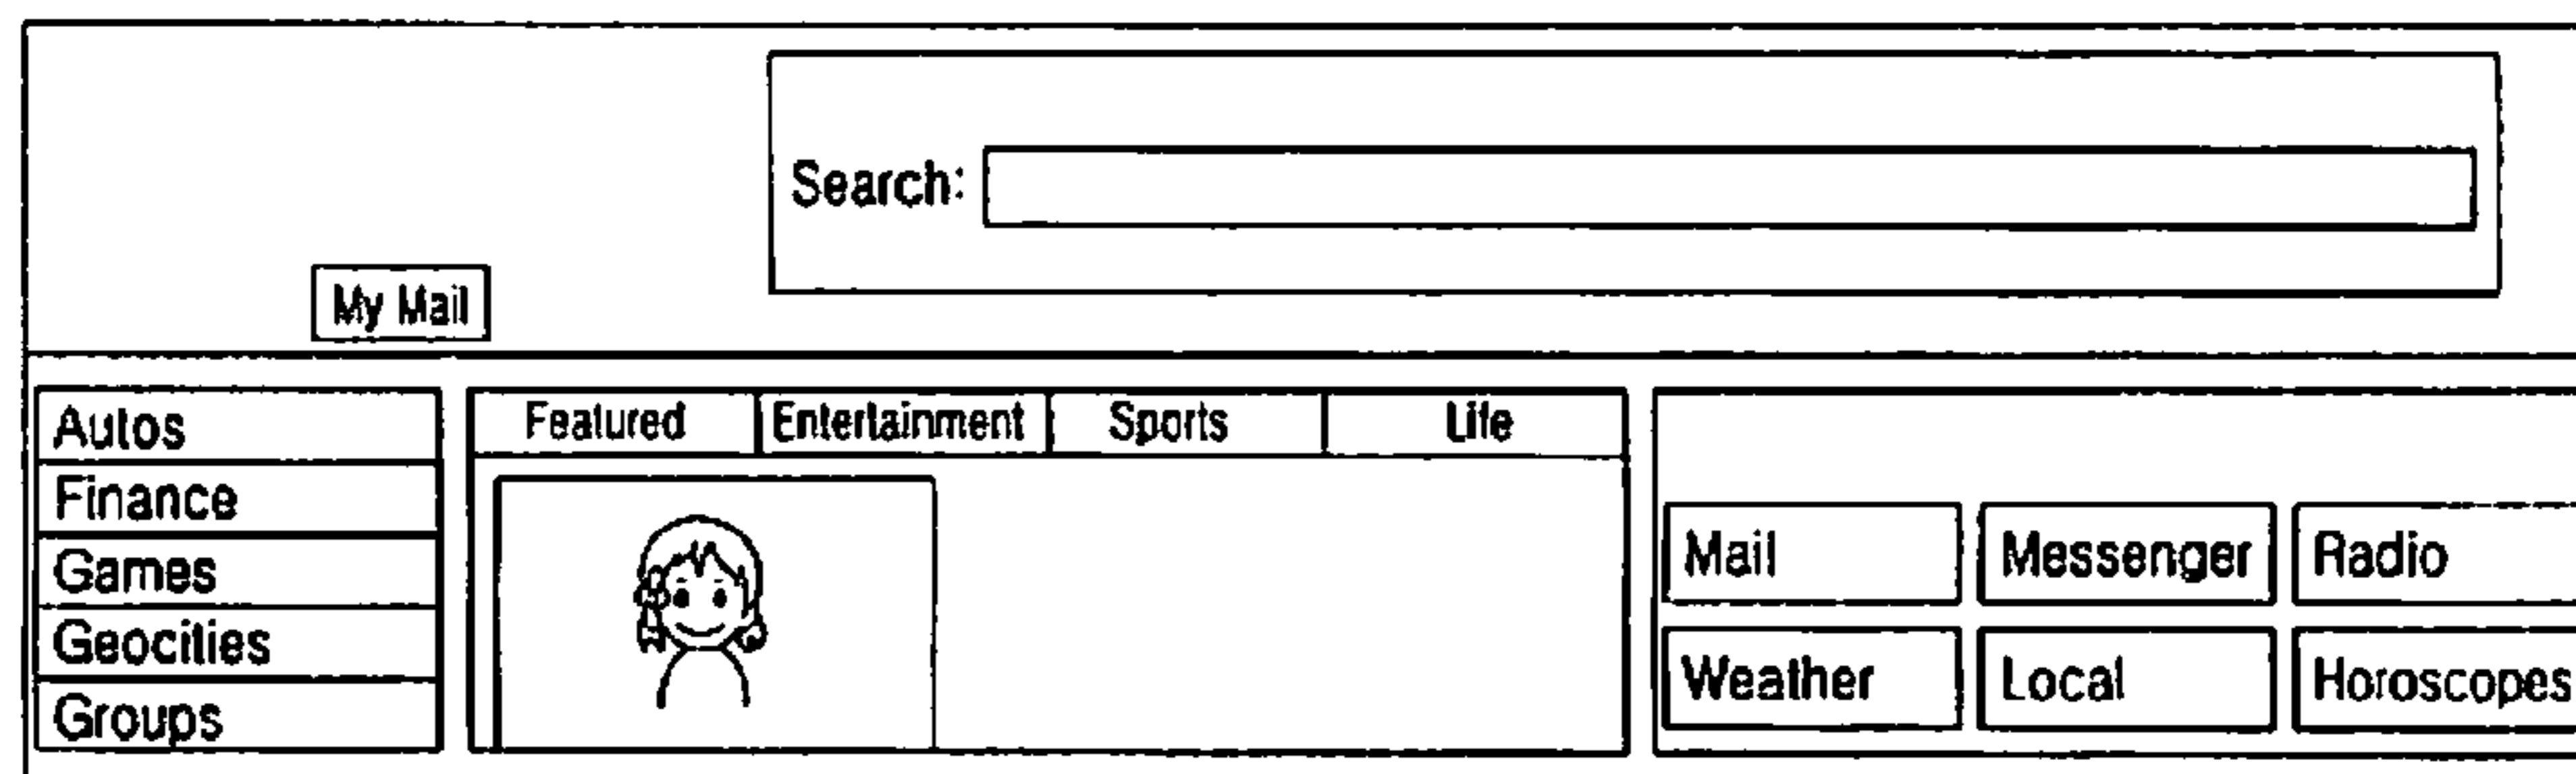 Search:
My Mail
Autos
Finance
Games
Geocities
Groups
Featured Entertainment Sports Life
Mail Messenger Radio
Weather Local Horoscopes